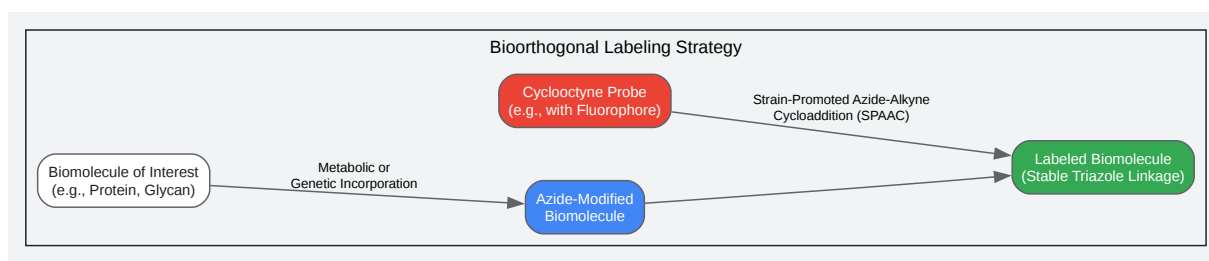 Bioorthogonal Labeling Strategy
Cyclooctyne Probe
(e.g., with Fluorophore)
Strain-Promoted Azide-Alkyne
Cycloaddition (SPAAC)
Biomolecule of Interest
(e.g., Protein, Glycan)
Metabolic or
Genetic Incorporation
Azide-Modified
Biomolecule
Labeled Biomolecule
(Stable Triazole Linkage)